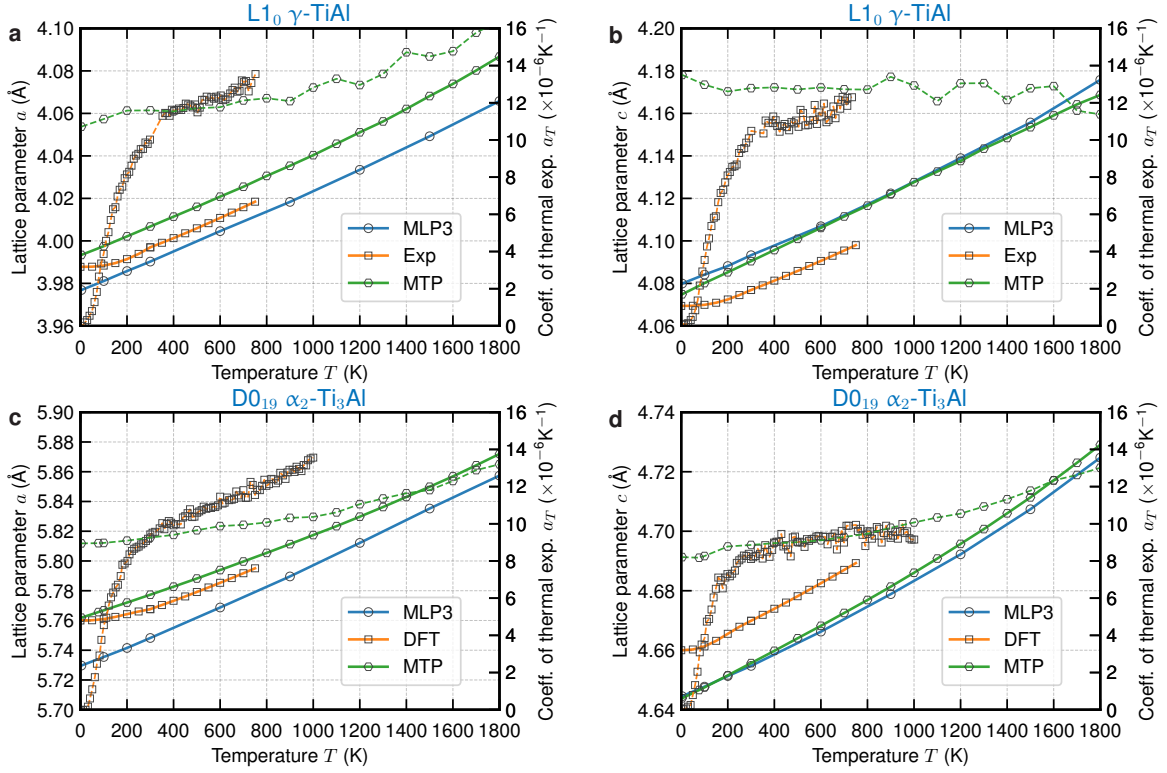 L1₀ γ-TiAl
a
4.10
4.08
4.06
4.04
4.02
4.00
3.98
3.96
Lattice parameter a (Å)
16
14
12
10
8
6
4
2
0
Coeff. of thermal exp. a_T (×10⁻⁶K⁻¹)
MLP3
Exp
MTP
0 200 400 600 800 1000 1200 1400 1600 1800
Temperature T (K)
L1₀ γ-TiAl
b
4.20
4.18
4.16
4.14
4.12
4.10
4.08
4.06
Lattice parameter c (Å)
16
14
12
10
8
6
4
2
0
Coeff. of thermal exp. a_T (×10⁻⁶K⁻¹)
MLP3
Exp
MTP
0 200 400 600 800 1000 1200 1400 1600 1800
Temperature T (K)
D0₁₉ α₂-Ti₃Al
c
5.90
5.88
5.86
5.84
5.82
5.80
5.78
5.76
5.74
5.72
5.70
Lattice parameter a (Å)
16
14
12
10
8
6
4
2
0
Coeff. of thermal exp. a_T (×10⁻⁶K⁻¹)
MLP3
DFT
MTP
0 200 400 600 800 1000 1200 1400 1600 1800
Temperature T (K)
D0₁₉ α₂-Ti₃Al
d
4.74
4.72
4.70
4.68
4.66
4.64
Lattice parameter c (Å)
16
14
12
10
8
6
4
2
0
Coeff. of thermal exp. a_T (×10⁻⁶K⁻¹)
MLP3
DFT
MTP
0 200 400 600 800 1000 1200 1400 1600 1800
Temperature T (K)